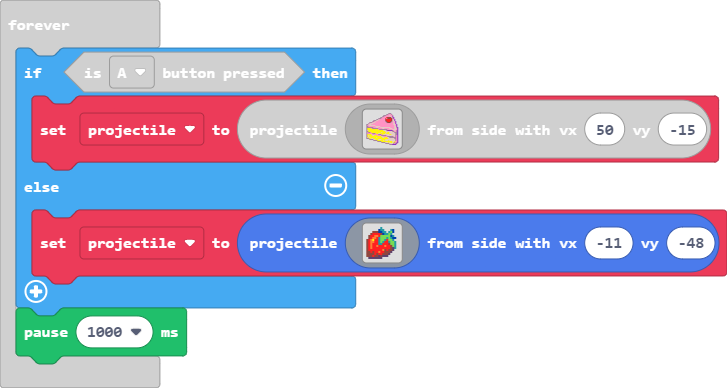 forever
if is A button pressed then
set projectile to projectile from side with vx 50 vy -15
else
set projectile to projectile from side with vx -11 vy -48
pause 1000 ms